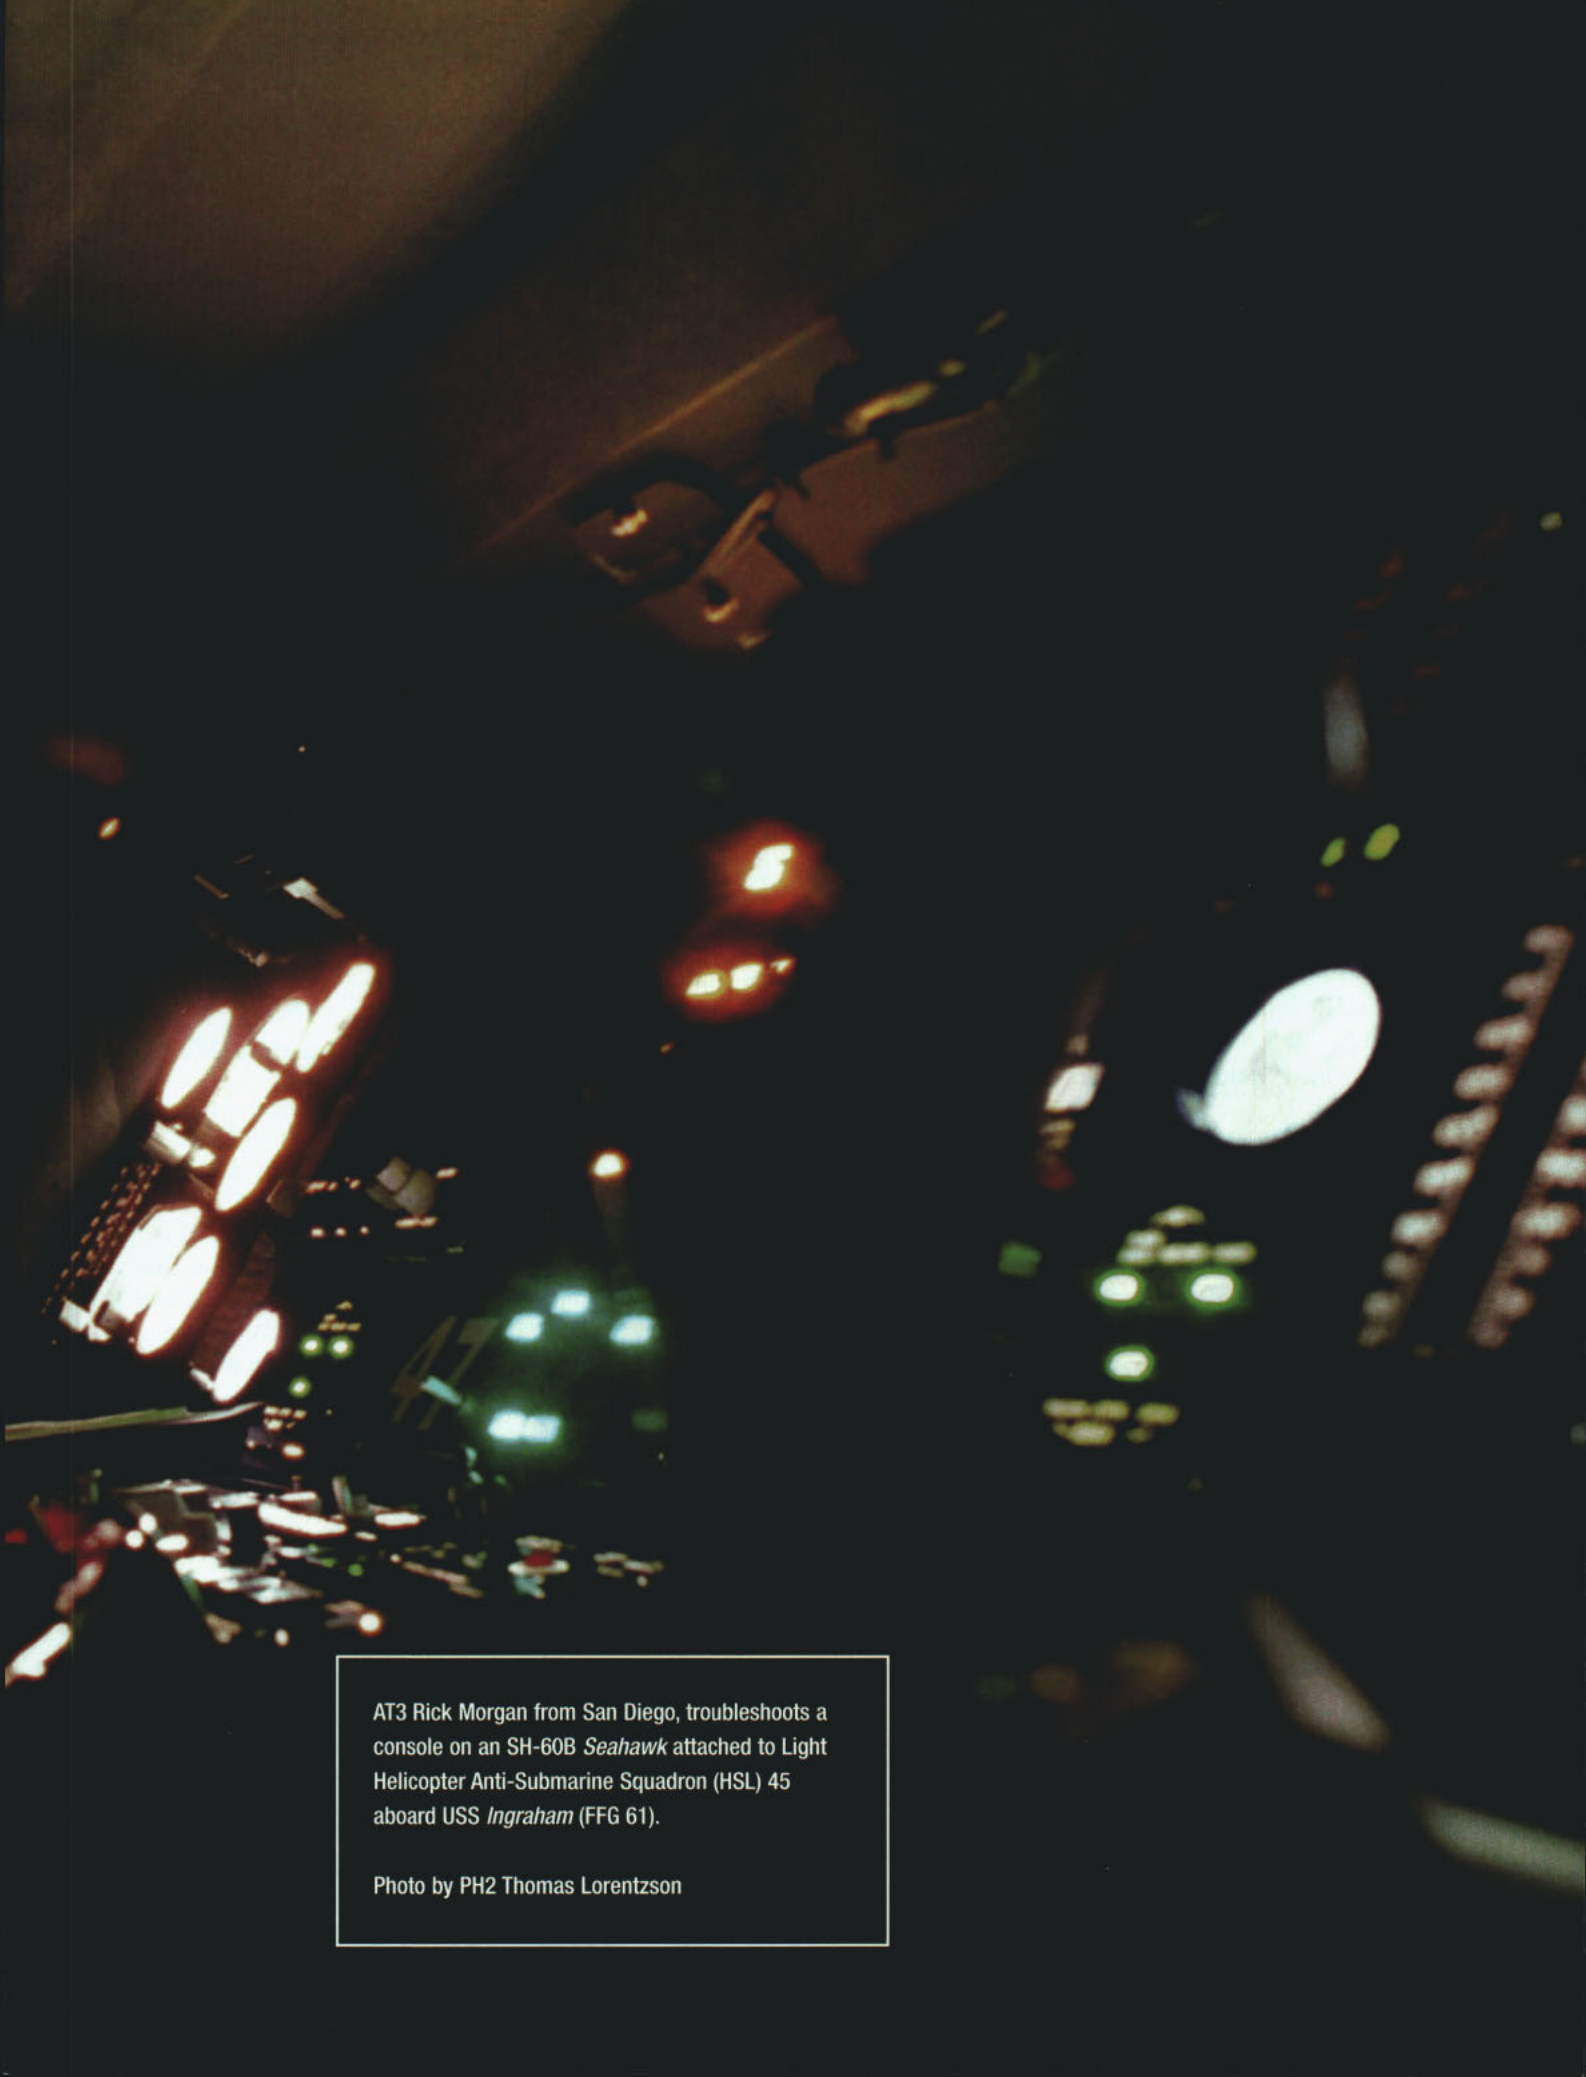 47
AT3 Rick Morgan from San Diego, troubleshoots a
console on an SH-60B Seahawk attached to Light
Helicopter Anti-Submarine Squadron (HSL) 45
aboard USS Ingraham (FFG 61).
Photo by PH2 Thomas Lorentzson